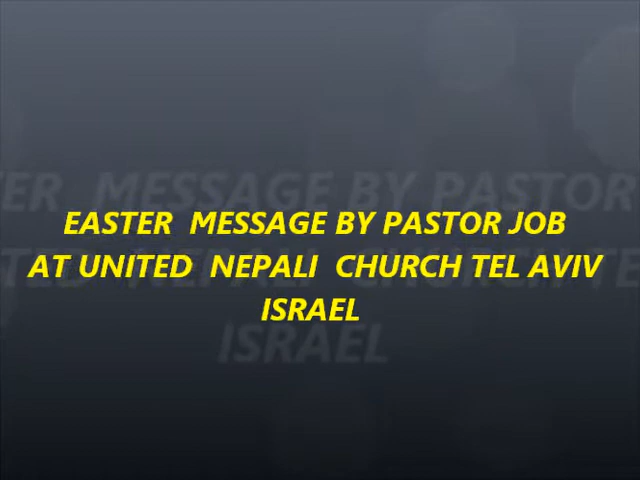 EASTER MESSAGE BY PASTOR JOB
AT UNITED NEPALI CHURCH TEL AVIV
ISRAEL